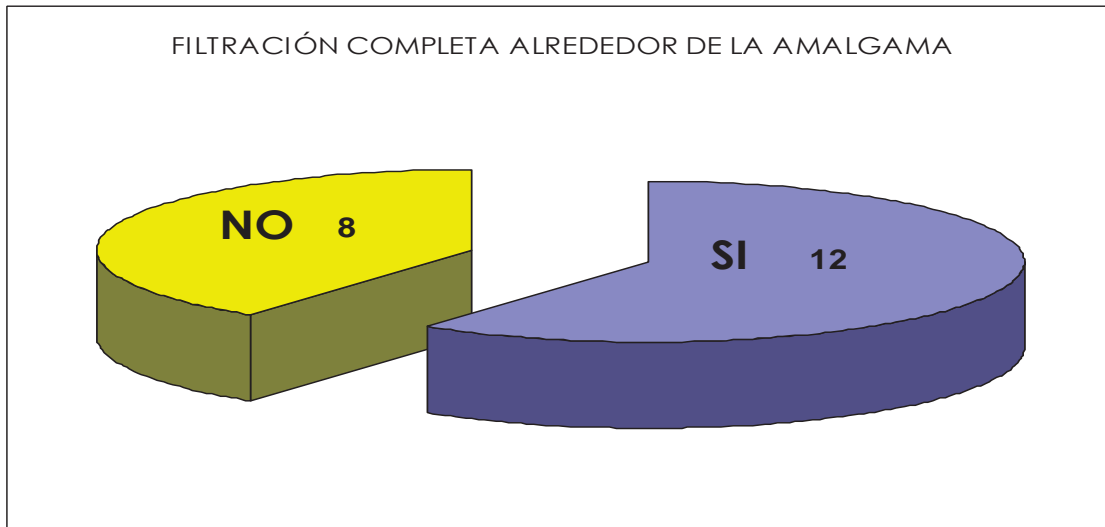 FILTRACIÓN COMPLETA ALREDEDOR DE LA AMALGAMA
NO 8
SI 12